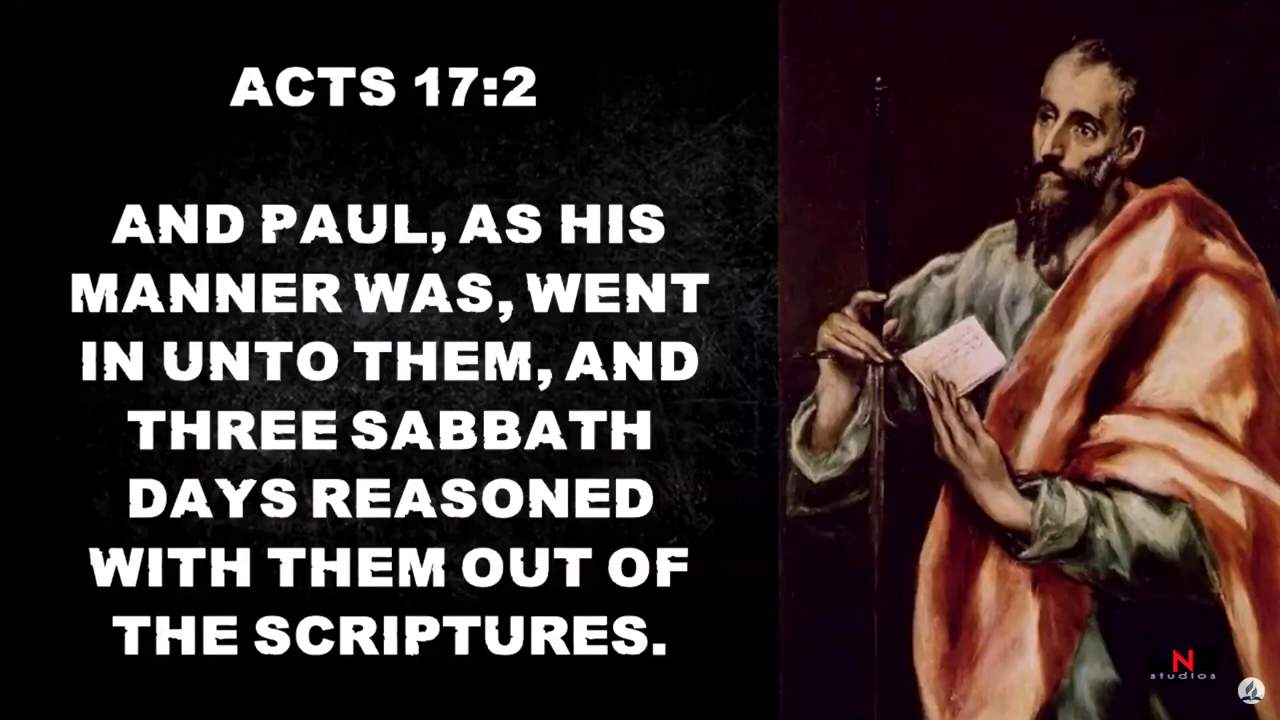 ACTS 17:2
AND PAUL, AS HIS
MANNER WAS, WENT
IN UNTO THEM, AND
THREE SABBATH
DAYS REASONED
WITH THEM OUT OF
THE SCRIPTURES.
N
studios